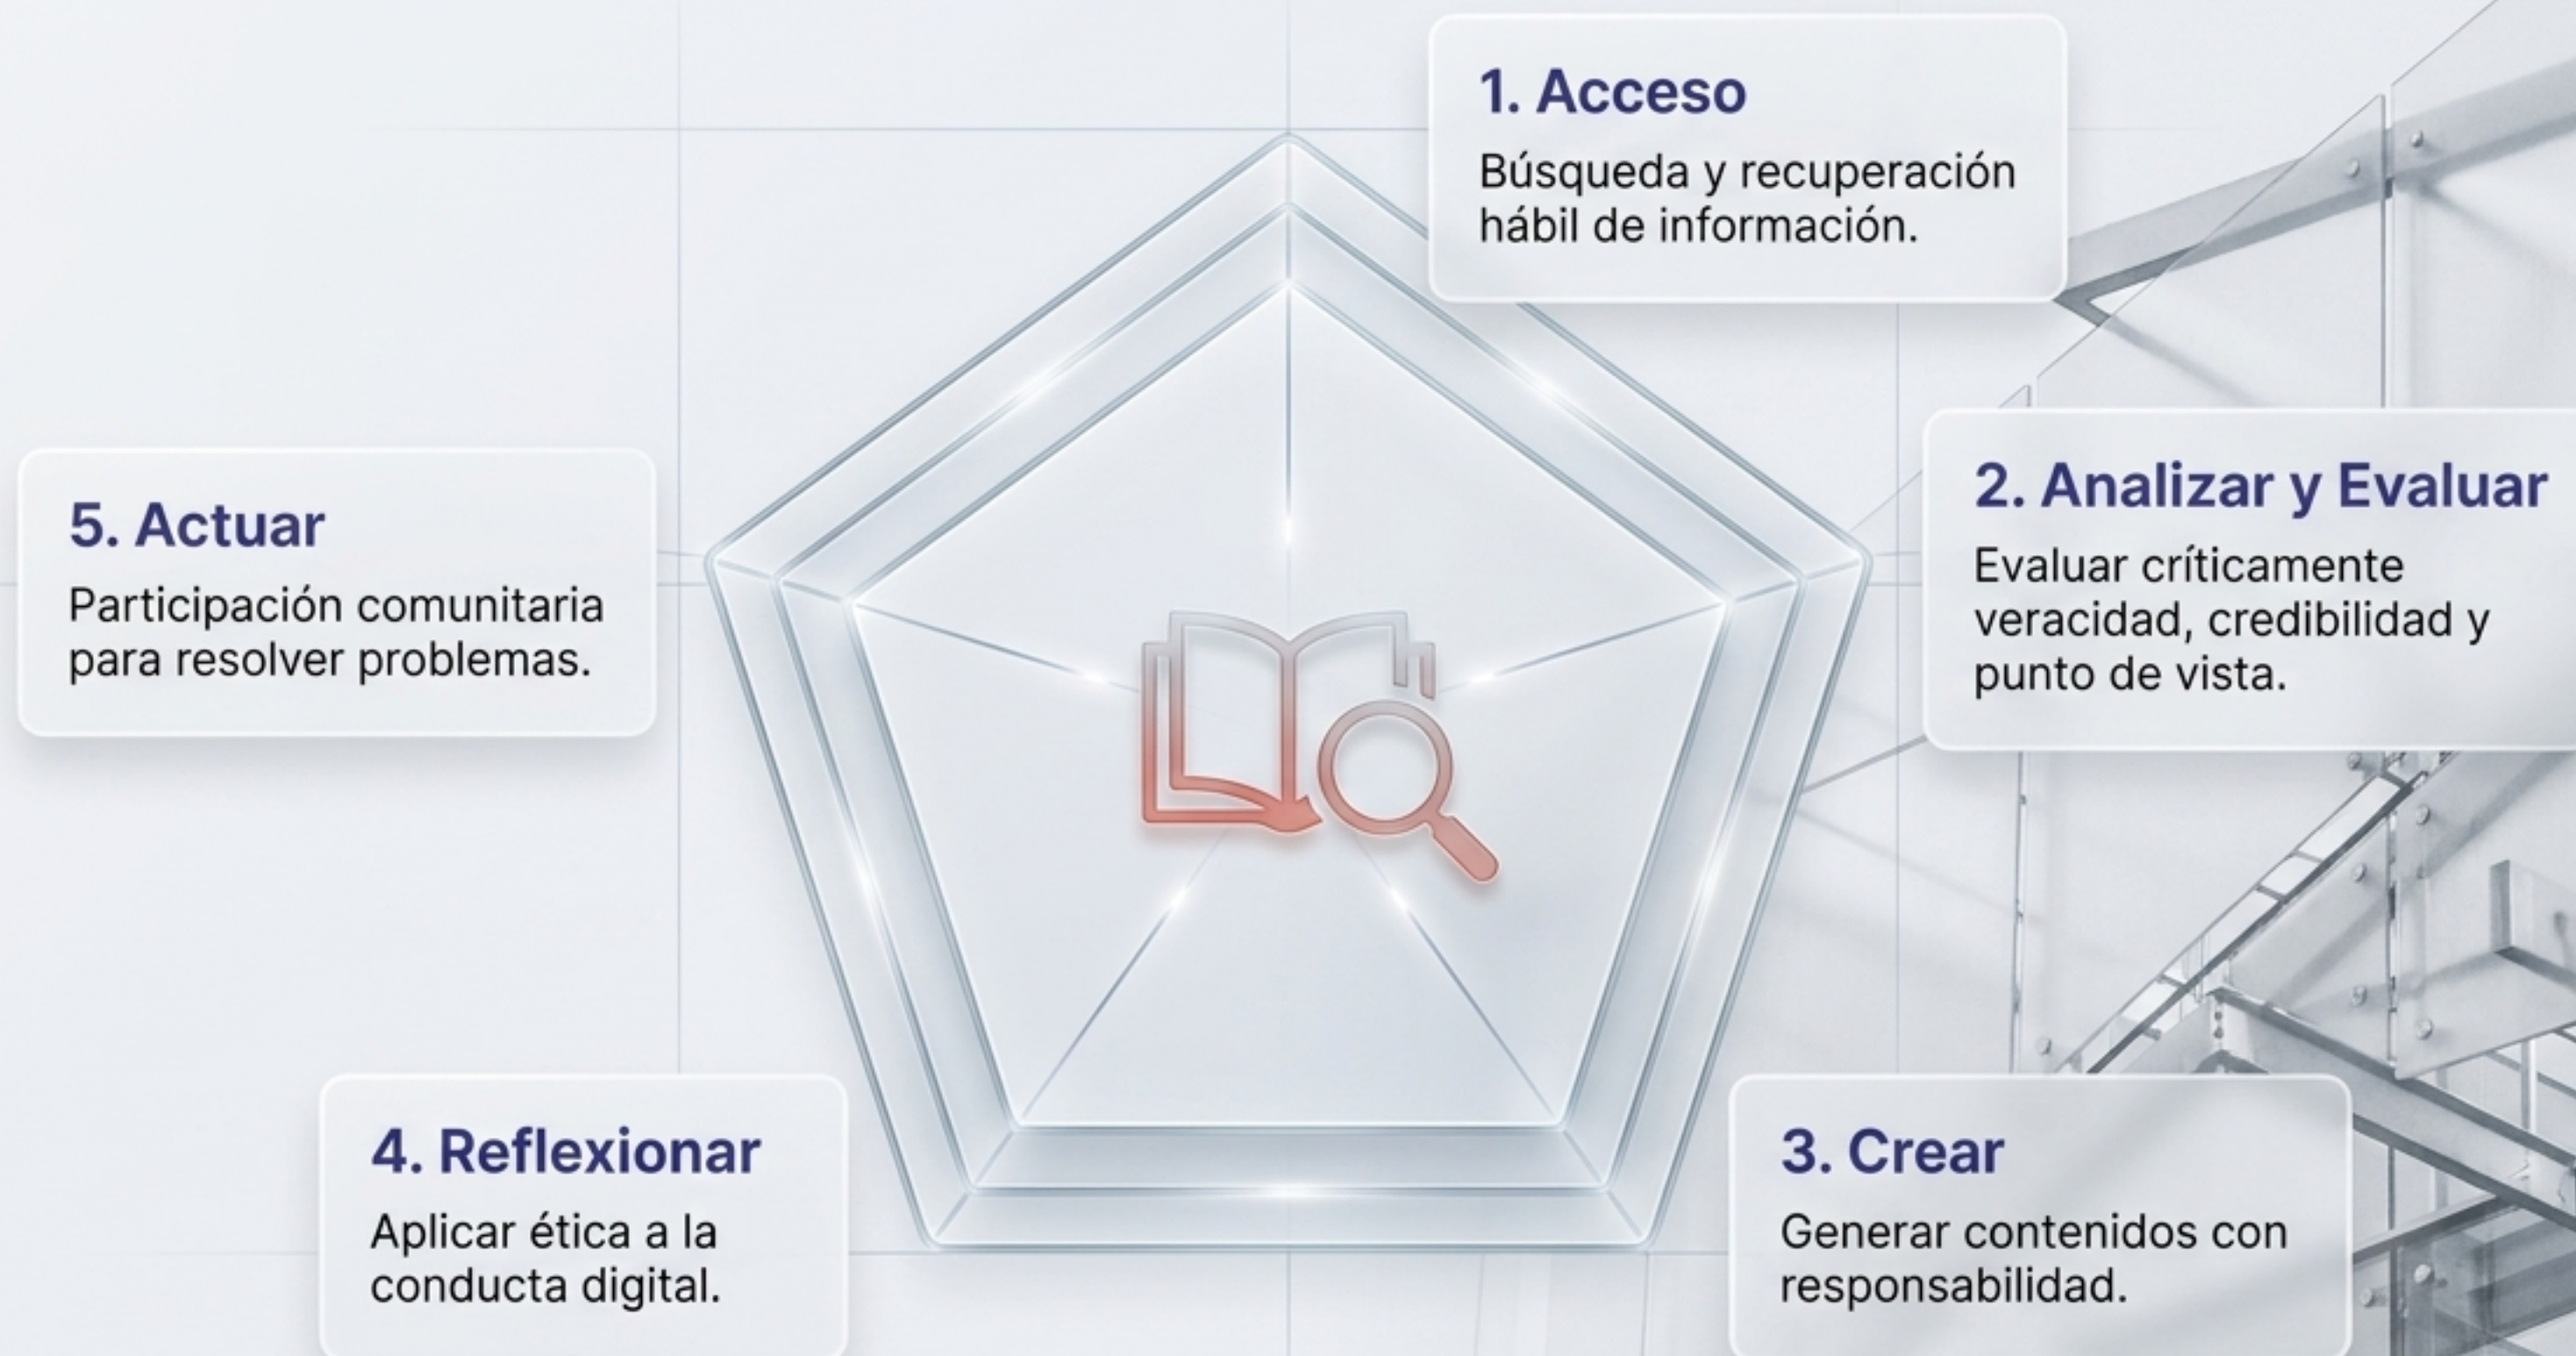 1. Acceso
Búsqueda y recuperación
hábil de información.
2. Analizar y Evaluar
Evaluar críticamente
veracidad, credibilidad y
punto de vista.
3. Crear
Generar contenidos con
responsabilidad.
4. Reflexionar
Aplicar ética a la
conducta digital.
5. Actuar
Participación comunitaria
para resolver problemas.